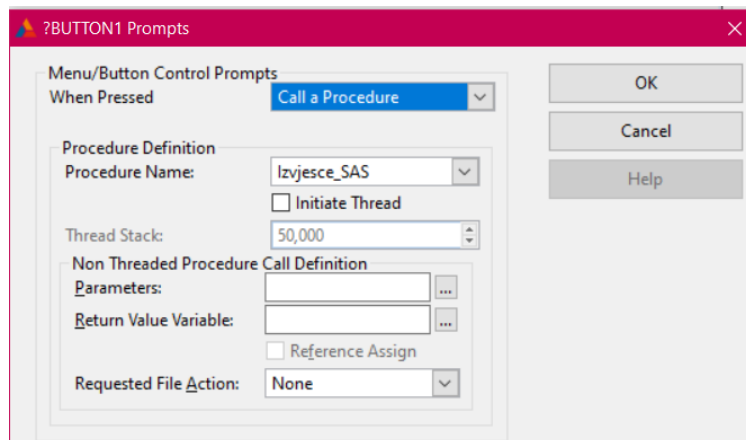 ?BUTTON1 Prompts
Menu/Button Control Prompts
When Pressed Call a Procedure
OK
Cancel
Help
Procedure Definition
Procedure Name: Izvjesce_SAS
Initiate Thread
Thread Stack: 50,000
Non Threaded Procedure Call Definition
Parameters: ...
Return Value Variable: ...
Reference Assign
Requested File Action: None